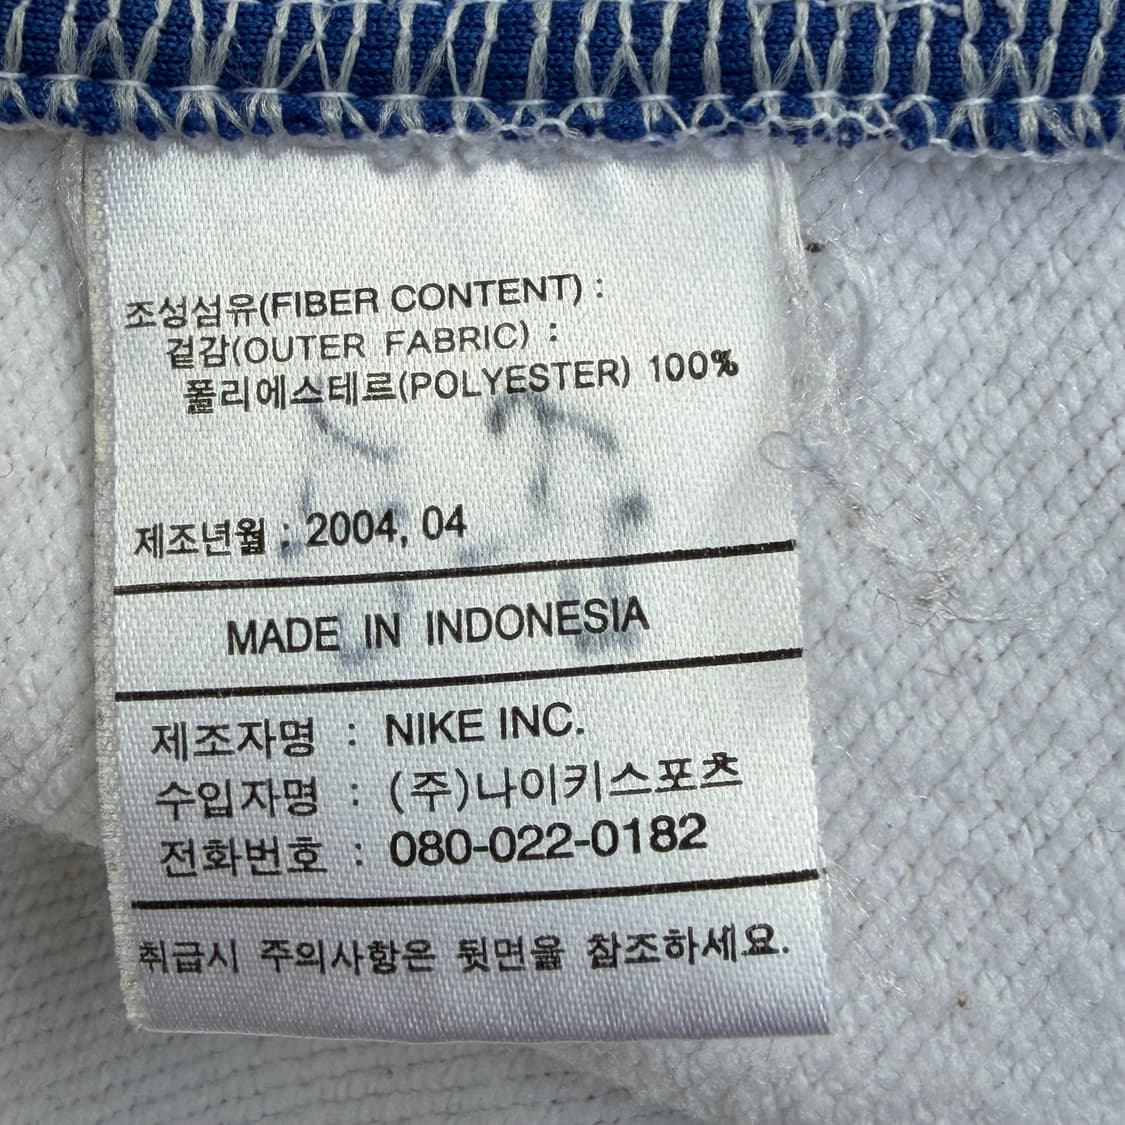 조성섬유(FIBER CONTENT) :
겉감(OUTER FABRIC) :
폴리에스테르(POLYESTER) 100%
제조년월 : 2004, 04
MADE IN INDONESIA
제조자명 : NIKE INC.
수입자명 : (주)나이키스포츠
전화번호 : 080-022-0182
취급시 주의사항은 뒷면을 참조하세요.